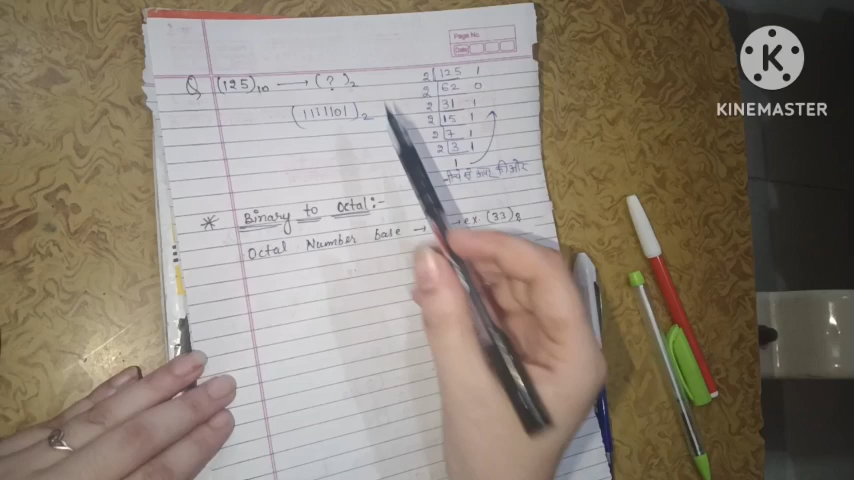 Page No.
Date
Q (125)10 → (?)2
(1111101)2
2 125 1
2 62 0
2 31 1
2 15 1
2 7 1
2 3 1
1
नीचे से ऊपर की ओर
* Binary to Octal:-
Octal Number base → → ex. (33)8
K
KINEMASTER